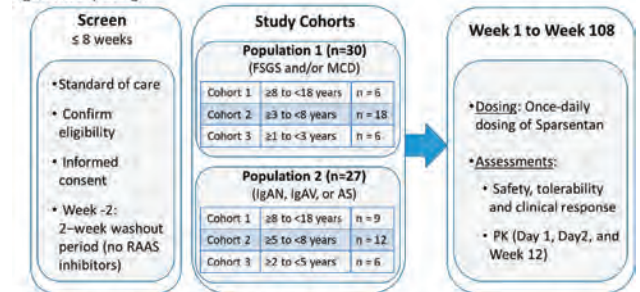 Screen
≤ 8 weeks
•Standard of care
• Confirm
eligibility
• Informed
consent
• Week -2:
2–week washout
period (no RAAS
inhibitors)
Study Cohorts
Population 1 (n=30)
(FSGS and/or MCD)
Cohort 1 ≥8 to <18 years n = 6
Cohort 2 ≥3 to <8 years n = 18
Cohort 3 ≥1 to <3 years n = 6
Population 2 (n=27)
(IgAN, IgAV, or AS)
Cohort 1 ≥8 to <18 years n = 9
Cohort 2 ≥5 to <8 years n = 12
Cohort 3 ≥2 to <5 years n = 6
Week 1 to Week 108
•Dosing: Once-daily
dosing of Sparsentan
•Assessments:
• Safety, tolerability
and clinical response
• PK (Day 1, Day2, and
Week 12)